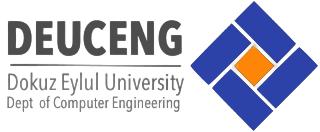 DEUCENG
Dokuz Eylul University
Dept of Computer Engineering